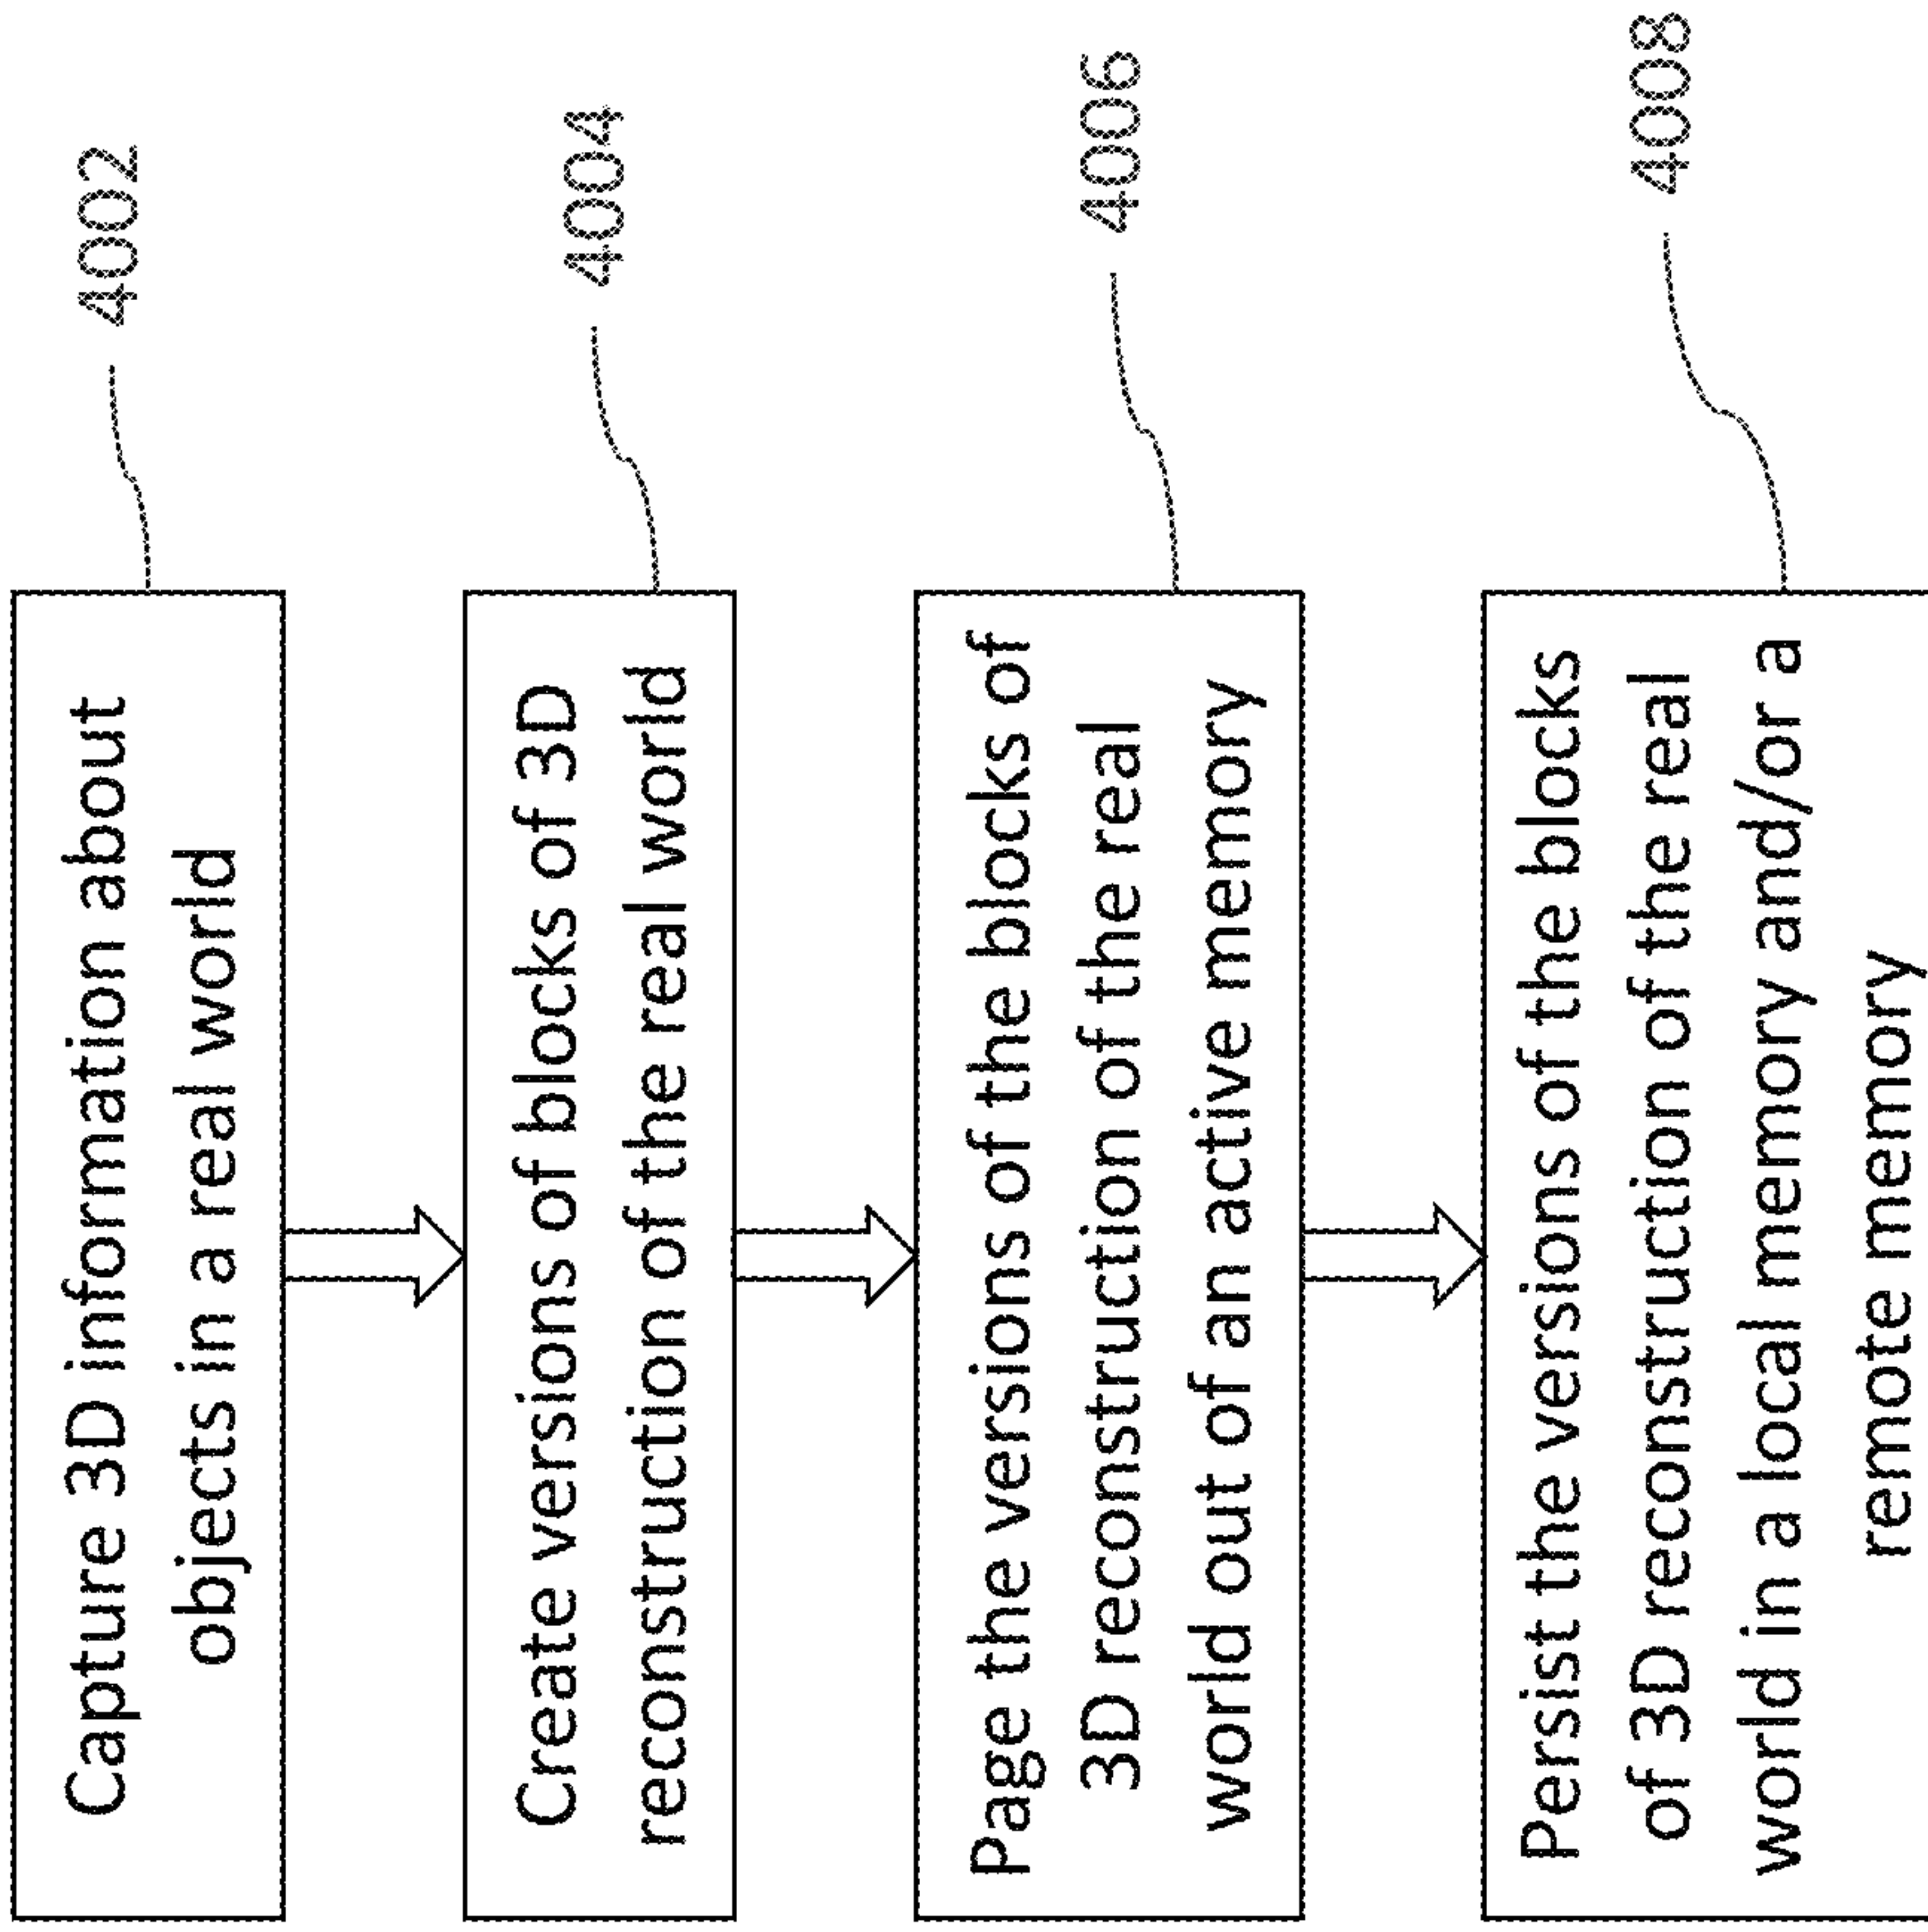 Capture 3D information about
objects in a real world
4002
Create versions of blocks of 3D
reconstruction of the real world
4004
Page the versions of the blocks of
3D reconstruction of the real
world out of an active memory
4006
Persist the versions of the blocks
of 3D reconstruction of the real
world in a local memory and/or a
remote memory
4008